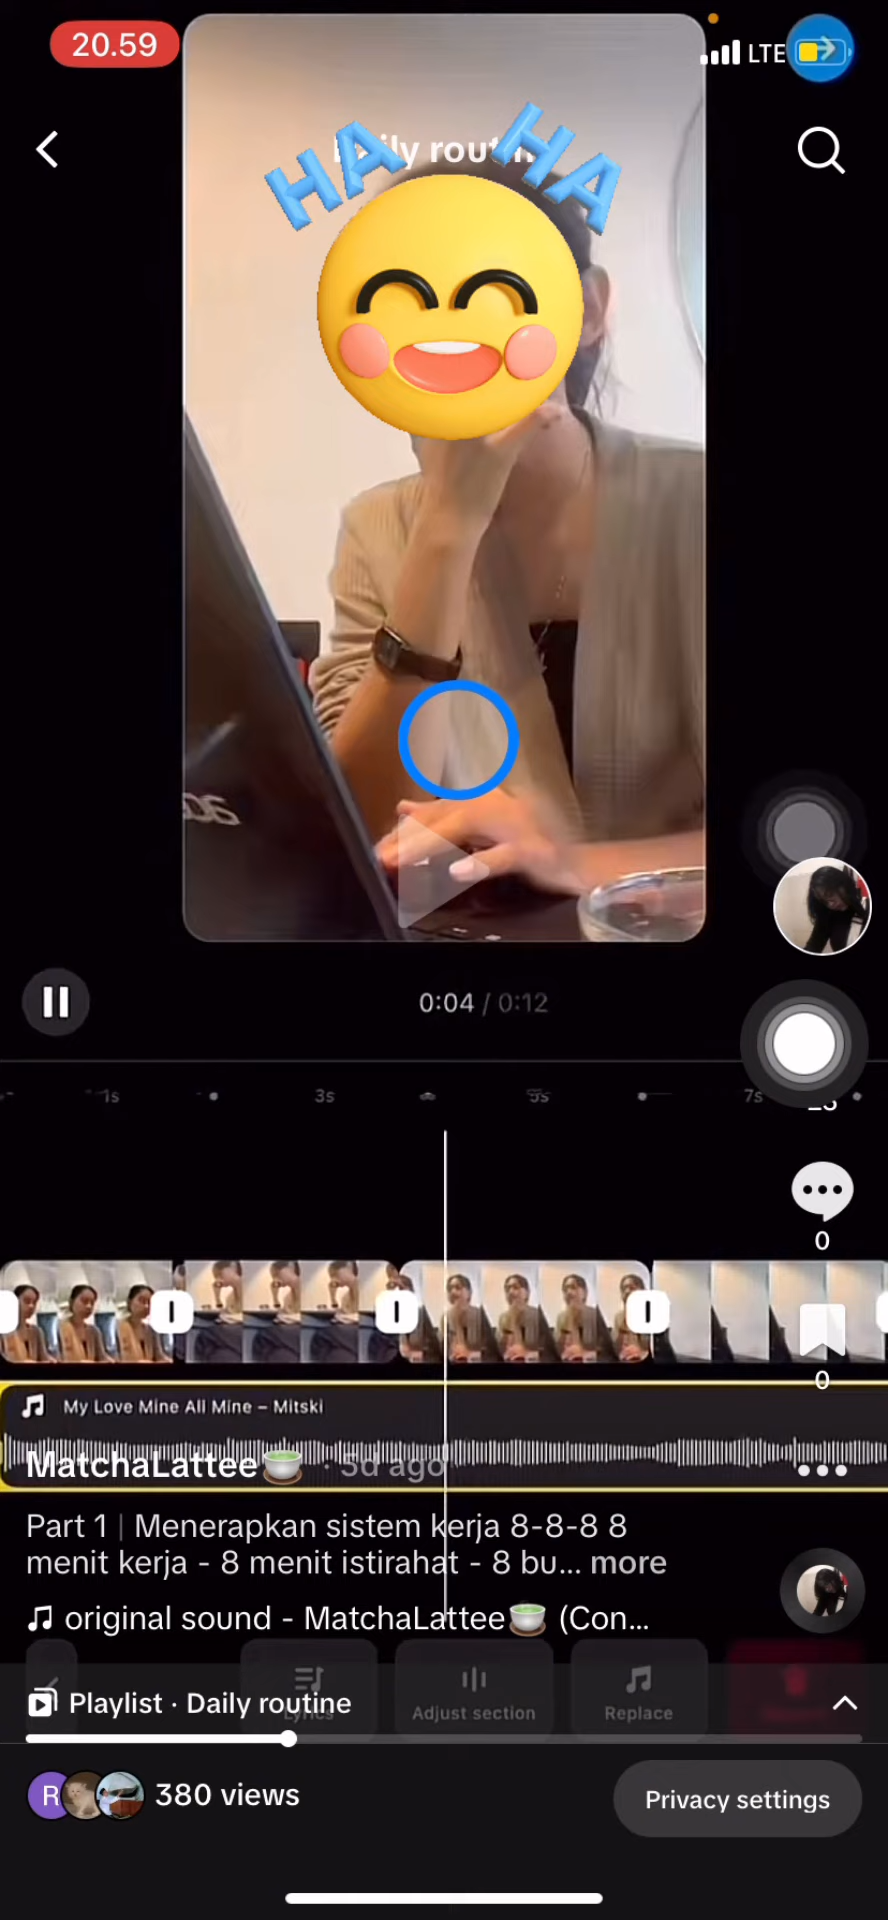 20.59
LTE
Daily routine
HA HA
0:04 / 0:12
1s
3s
5s
7s
0
My Love Mine All Mine – Mitski
0
MatchaLattee🍵 · 5d ago
Part 1 | Menerapkan sistem kerja 8-8-8 8
menit kerja - 8 menit istirahat - 8 bu... more
original sound - MatchaLattee🍵 (Con...
Lyrics
Adjust section
Replace
Playlist · Daily routine
R
380 views
Privacy settings